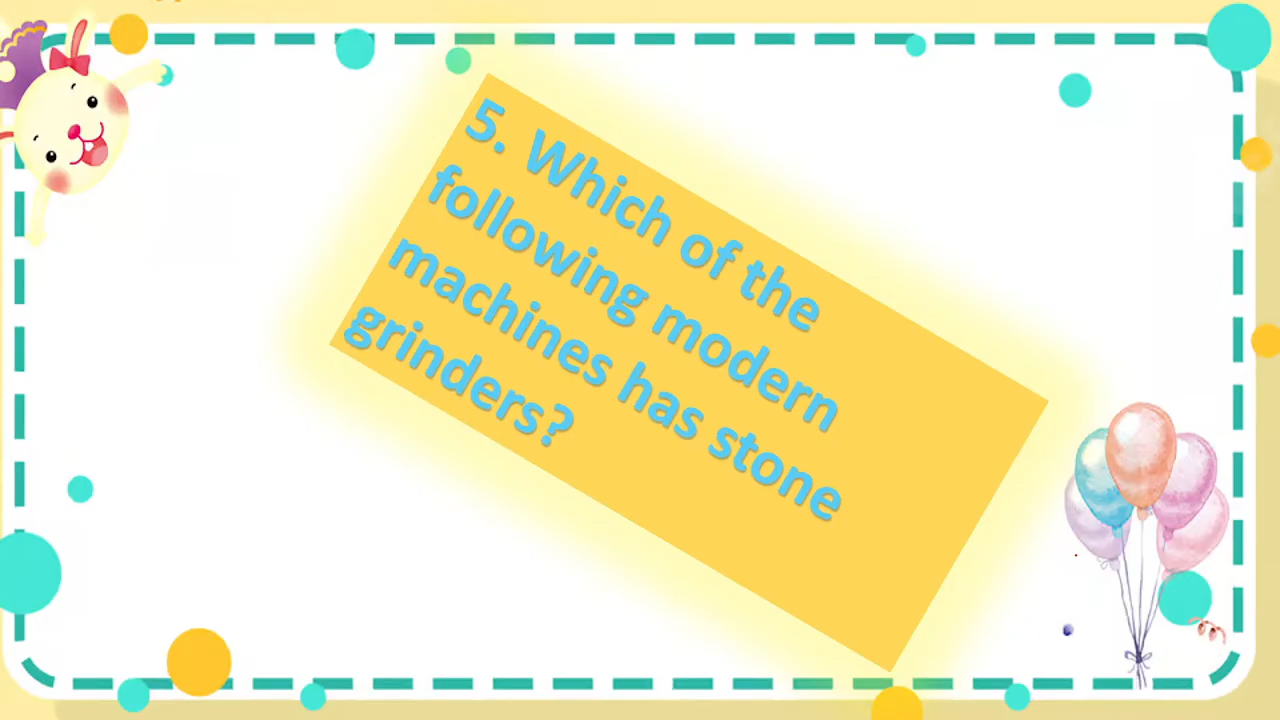 5. Which of the
following modern
machines has stone
grinders?